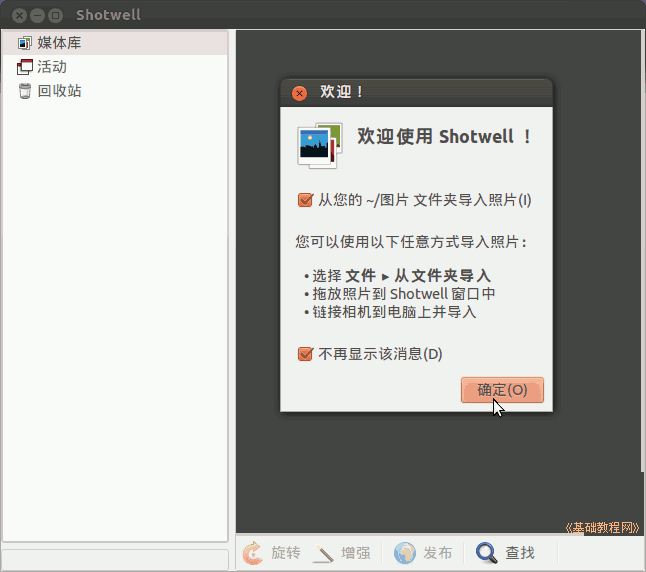 Shotwell
媒体库
活动
回收站
欢迎！
欢迎使用 Shotwell ！
从您的 ~/图片 文件夹导入照片(I)
您可以使用以下任意方式导入照片：
• 选择 文件 ▸ 从文件夹导入
• 拖放照片到 Shotwell 窗口中
• 链接相机到电脑上并导入
不再显示该消息(D)
确定(O)
《基础教程网》
旋转 增强 发布 查找